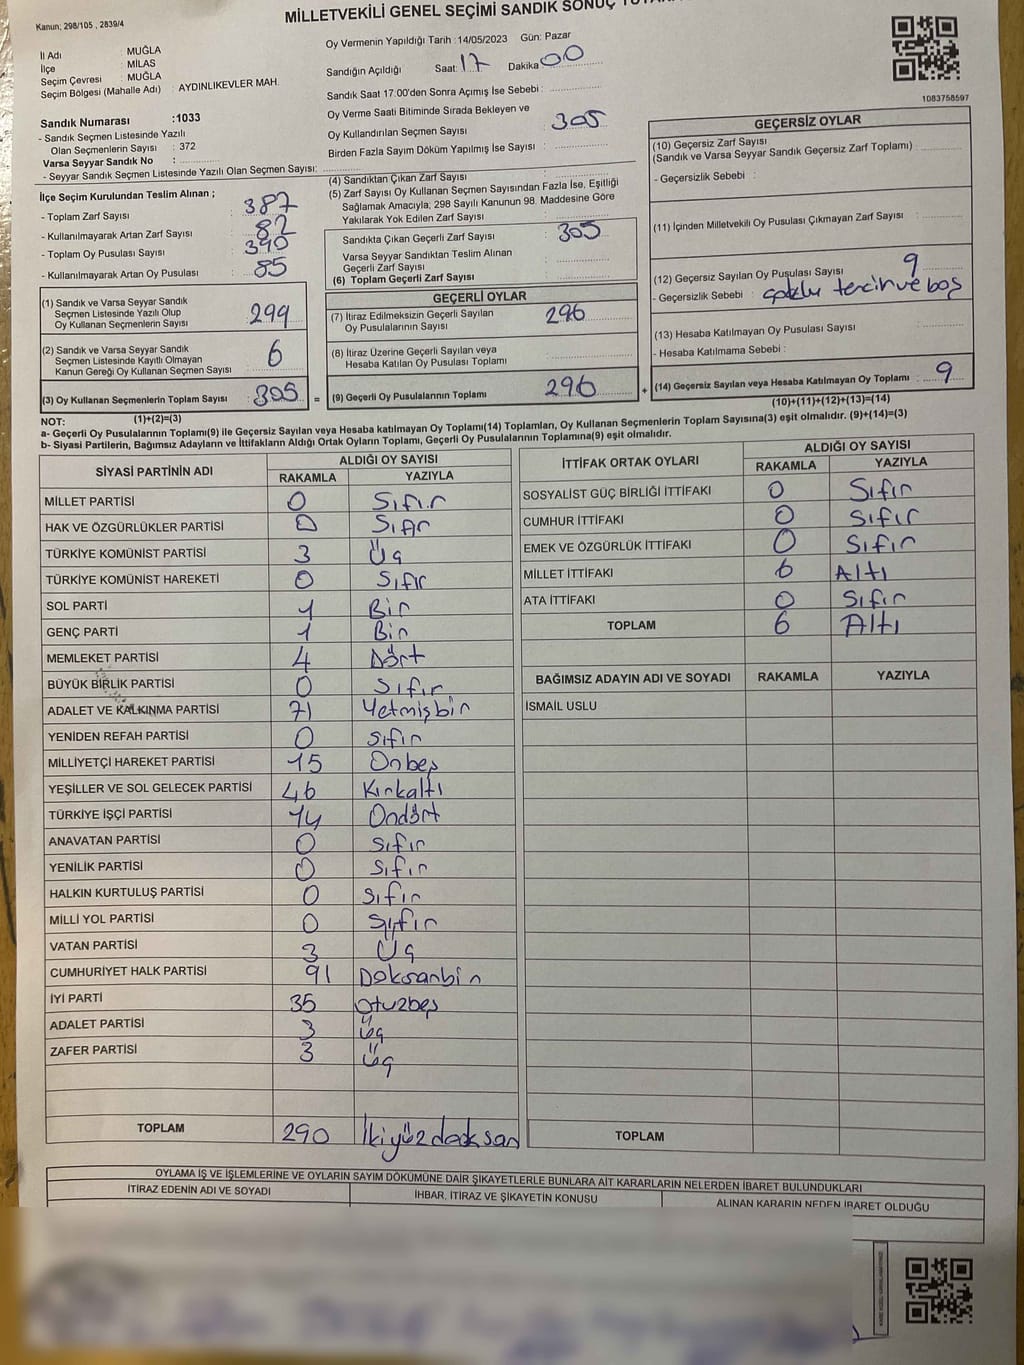 Kanun; 298/105 , 2839/4
MİLLETVEKİLİ GENEL SEÇİMİ SANDIK SONUÇ
İl Adı : MUĞLA
İlçe : MİLAS
Seçim Çevresi : MUĞLA
Seçim Bölgesi (Mahalle Adı) : AYDINLIKEVLER MAH.
Oy Vermenin Yapıldığı Tarih :14/05/2023 Gün: Pazar
Sandığın Açıldığı Saat: 17 Dakika 00
Sandık Saat 17:00'den Sonra Açımış İse Sebebi :
Oy Verme Saati Bitiminde Sırada Bekleyen ve
Oy Kullandırılan Seçmen Sayısı : 305
Birden Fazla Sayım Döküm Yapılmış İse Sayısı :
1083758597
Sandık Numarası :1033
- Sandık Seçmen Listesinde Yazılı
Olan Seçmenlerin Sayısı : 372
Varsa Seyyar Sandık No :
- Seyyar Sandık Seçmen Listesinde Yazılı Olan Seçmen Sayısı:
İlçe Seçim Kurulundan Teslim Alınan ;
- Toplam Zarf Sayısı : 387
- Kullanılmayarak Artan Zarf Sayısı : 82
- Toplam Oy Pusulası Sayısı : 390
- Kullanılmayarak Artan Oy Pusulası : 85
(4) Sandıktan Çıkan Zarf Sayısı :
(5) Zarf Sayısı Oy Kullanan Seçmen Sayısından Fazla İse, Eşitliği
Sağlamak Amacıyla; 298 Sayılı Kanunun 98. Maddesine Göre
Yakılarak Yok Edilen Zarf Sayısı :
Sandıkta Çıkan Geçerli Zarf Sayısı : 305
Varsa Seyyar Sandıktan Teslim Alınan
Geçerli Zarf Sayısı :
(6) Toplam Geçerli Zarf Sayısı :
GEÇERSİZ OYLAR
(10) Geçersiz Zarf Sayısı
(Sandık ve Varsa Seyyar Sandık Geçersiz Zarf Toplamı) :
- Geçersizlik Sebebi :
(11) İçinden Milletvekili Oy Pusulası Çıkmayan Zarf Sayısı :
(12) Geçersiz Sayılan Oy Pusulası Sayısı : 9
- Geçersizlik Sebebi : çoklu tercih ve boş
(13) Hesaba Katılmayan Oy Pusulası Sayısı :
- Hesaba Katılmama Sebebi :
(14) Geçersiz Sayılan veya Hesaba Katılmayan Oy Toplamı : 9
(10)+(11)+(12)+(13)=(14)
(1) Sandık ve Varsa Seyyar Sandık
Seçmen Listesinde Yazılı Olup
Oy Kullanan Seçmenlerin Sayısı : 299
(2) Sandık ve Varsa Seyyar Sandık
Seçmen Listesinde Kayıtlı Olmayan
Kanun Gereği Oy Kullanan Seçmen Sayısı : 6
(3) Oy Kullanan Seçmenlerin Toplam Sayısı : 305 =
(1)+(2)=(3)
GEÇERLİ OYLAR
(7) İtiraz Edilmeksizin Geçerli Sayılan
Oy Pusulalarının Sayısı : 296
(8) İtiraz Üzerine Geçerli Sayılan veya
Hesaba Katılan Oy Pusulası Toplamı :
(9) Geçerli Oy Pusulalarının Toplamı : 296 +
NOT:
a- Geçerli Oy Pusulalarının Toplamı(9) ile Geçersiz Sayılan veya Hesaba katılmayan Oy Toplamı(14) Toplamları, Oy Kullanan Seçmenlerin Toplam Sayısına(3) eşit olmalıdır. (9)+(14)=(3)
b- Siyasi Partilerin, Bağımsız Adayların ve İttifakların Aldığı Ortak Oyların Toplamı, Geçerli Oy Pusulalarının Toplamına(9) eşit olmalıdır.
SİYASİ PARTİNİN ADI ALDIĞI OY SAYISI
RAKAMLA YAZIYLA
MİLLET PARTİSİ 0 Sıfır
HAK VE ÖZGÜRLÜKLER PARTİSİ 0 Sıfır
TÜRKİYE KOMÜNİST PARTİSİ 3 Üç
TÜRKİYE KOMÜNİST HAREKETİ 0 Sıfır
SOL PARTİ 1 Bir
GENÇ PARTİ 1 Bir
MEMLEKET PARTİSİ 4 Dört
BÜYÜK BİRLİK PARTİSİ 0 Sıfır
ADALET VE KALKINMA PARTİSİ 71 Yetmişbir
YENİDEN REFAH PARTİSİ 0 Sıfır
MİLLİYETÇİ HAREKET PARTİSİ 15 Onbeş
YEŞİLLER VE SOL GELECEK PARTİSİ 46 Kırkaltı
TÜRKİYE İŞÇİ PARTİSİ 14 Ondört
ANAVATAN PARTİSİ 0 Sıfır
YENİLİK PARTİSİ 0 Sıfır
HALKIN KURTULUŞ PARTİSİ 0 Sıfır
MİLLİ YOL PARTİSİ 0 Sıfır
VATAN PARTİSİ 3 Üç
CUMHURİYET HALK PARTİSİ 91 Doksanbir
İYİ PARTİ 35 Otuzbeş
ADALET PARTİSİ 3 Üç
ZAFER PARTİSİ 3 Üç
TOPLAM 290 İkiyüzdoksan
İTTİFAK ORTAK OYLARI ALDIĞI OY SAYISI
RAKAMLA YAZIYLA
SOSYALİST GÜÇ BİRLİĞİ İTTİFAKI 0 Sıfır
CUMHUR İTTİFAKI 0 Sıfır
EMEK VE ÖZGÜRLÜK İTTİFAKI 0 Sıfır
MİLLET İTTİFAKI 6 Altı
ATA İTTİFAKI 0 Sıfır
TOPLAM 6 Altı
BAĞIMSIZ ADAYIN ADI VE SOYADI RAKAMLA YAZIYLA
İSMAİL USLU
TOPLAM
OYLAMA İŞ VE İŞLEMLERİNE VE OYLARIN SAYIM DÖKÜMÜNE DAİR ŞİKAYETLERLE BUNLARA AİT KARARLARIN NELERDEN İBARET BULUNDUKLARI
İTİRAZ EDENİN ADI VE SOYADI İHBAR, İTİRAZ VE ŞİKAYETİN KONUSU ALINAN KARARIN NEDEN İBARET OLDUĞU